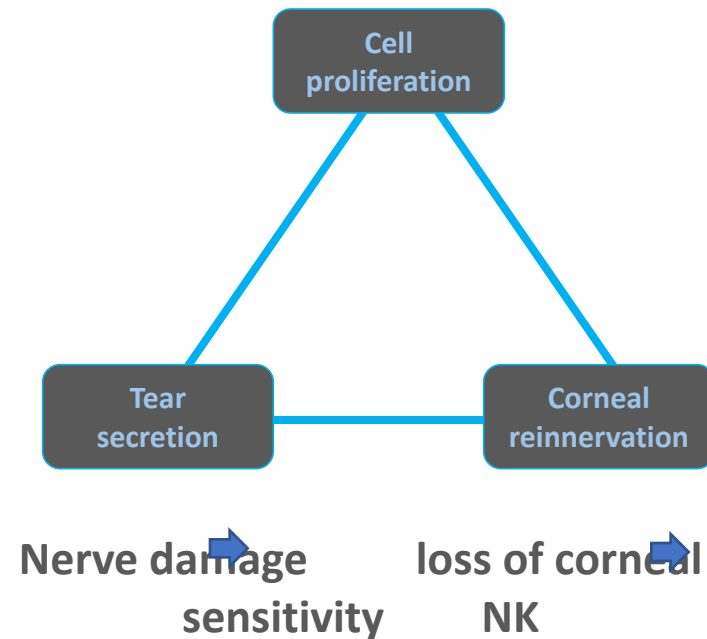 Cell
proliferation
Tear
secretion
Corneal
reinnervation
Nerve damage loss of corneal
sensitivity NK